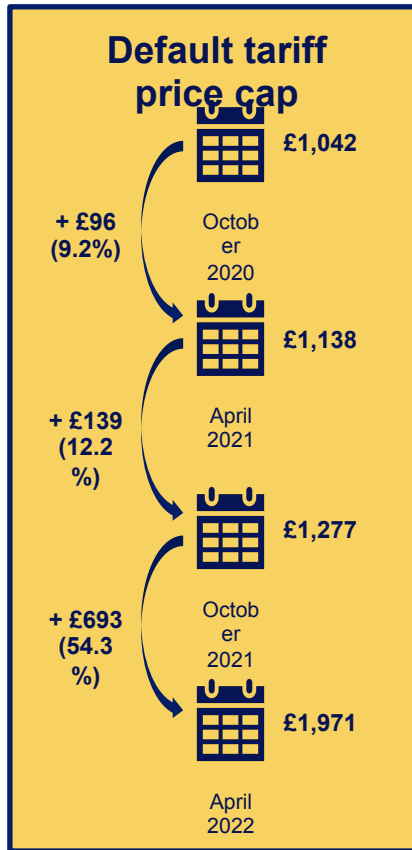 Default tariff
price cap
£1,042
Octob
er
2020
+ £96
(9.2%)
£1,138
April
2021
+ £139
(12.2
%)
£1,277
Octob
er
2021
+ £693
(54.3
%)
£1,971
April
2022